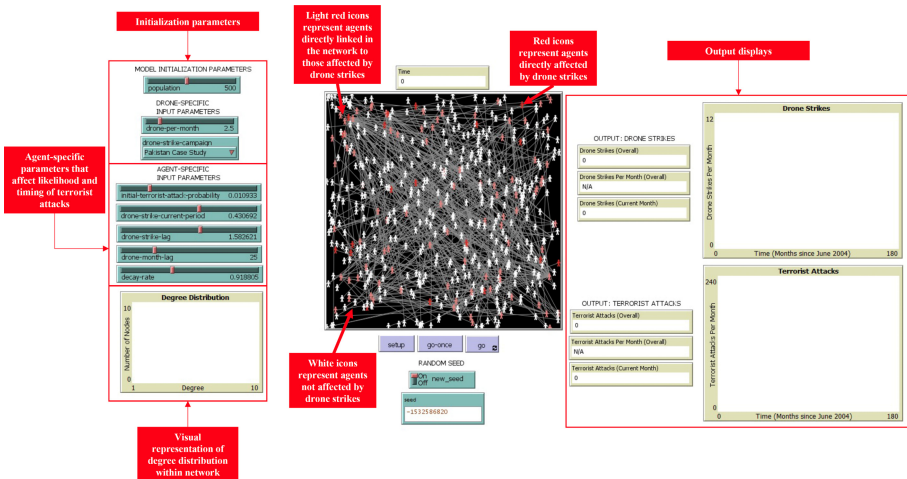 Initialization parameters
MODEL INITIALIZATION PARAMETERS
population 500
DRONE-SPECIFIC
INPUT PARAMETERS
drone-per-month 2.5
drone-strike-campaign
Pakistan Case Study
Agent-specific
parameters that
affect likelihood and
timing of terrorist
attacks
AGENT-SPECIFIC
INPUT PARAMETERS
initial-terrorist-attack-probability 0.010933
drone-strike-current-period 0.430692
drone-strike-lag 1.582621
drone-month-lag 25
decay-rate 0.918805
Degree Distribution
Number of Nodes
10
0
1
Degree
10
Visual
representation of
degree distribution
within network
Light red icons
represent agents
directly linked in
the network to
those affected by
drone strikes
Time
0
Red icons
represent agents
directly affected by
drone strikes
White icons
represent agents
not affected by
drone strikes
setup
go-once
go
RANDOM SEED
On
Off
new_seed
seed
-1532586820
Output displays
OUTPUT: DRONE STRIKES
Drone Strikes (Overall)
0
Drone Strikes Per Month (Overall)
N/A
Drone Strikes (Current Month)
0
Drone Strikes
Drone Strikes Per Month
12
0
0
Time (Months since June 2004)
180
OUTPUT: TERRORIST ATTACKS
Terrorist Attacks (Overall)
0
Terrorist Attacks Per Month (Overall)
N/A
Terrorist Attacks (Current Month)
0
Terrorist Attacks
Terrorist Attacks Per Month
240
0
0
Time (Months since June 2004)
180